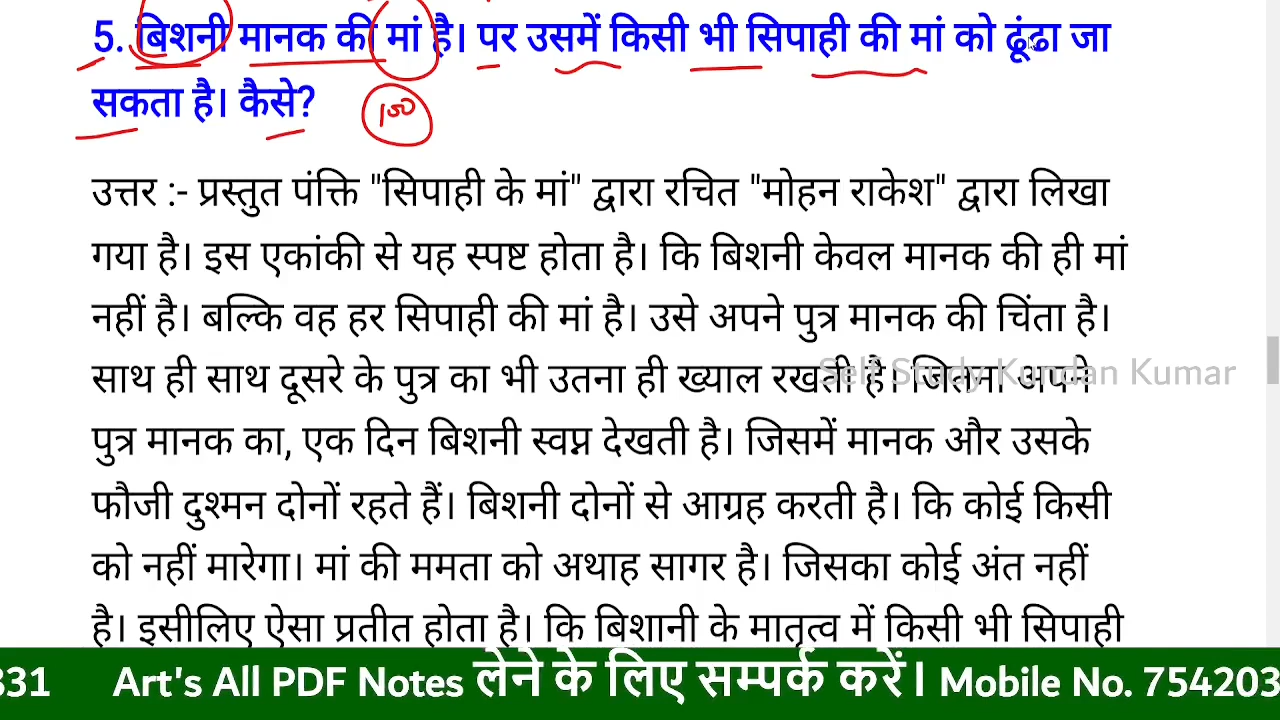 5. बिशनी मानक की मां है। पर उसमें किसी भी सिपाही की मां को ढूंढा जा
सकता है। कैसे?
150
उत्तर :- प्रस्तुत पंक्ति "सिपाही के मां" द्वारा रचित "मोहन राकेश" द्वारा लिखा
गया है। इस एकांकी से यह स्पष्ट होता है। कि बिशनी केवल मानक की ही मां
नहीं है। बल्कि वह हर सिपाही की मां है। उसे अपने पुत्र मानक की चिंता है।
साथ ही साथ दूसरे के पुत्र का भी उतना ही ख्याल रखती है। जितना अपने
Self Study Kundan Kumar
पुत्र मानक का, एक दिन बिशनी स्वप्न देखती है। जिसमें मानक और उसके
फौजी दुश्मन दोनों रहते हैं। बिशनी दोनों से आग्रह करती है। कि कोई किसी
को नहीं मारेगा। मां की ममता को अथाह सागर है। जिसका कोई अंत नहीं
है। इसीलिए ऐसा प्रतीत होता है। कि बिशानी के मातृत्व में किसी भी सिपाही
331 Art's All PDF Notes लेने के लिए सम्पर्क करें। Mobile No. 754203